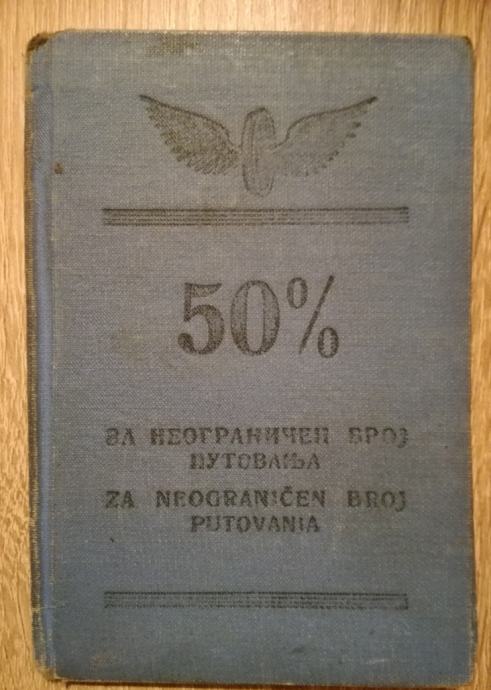 50%
ЗА НЕОГРАНИЧЕН БРОЈ
ПУТОВАЊА
ZA NEOGRANIČEN BROJ
PUTOVANIA